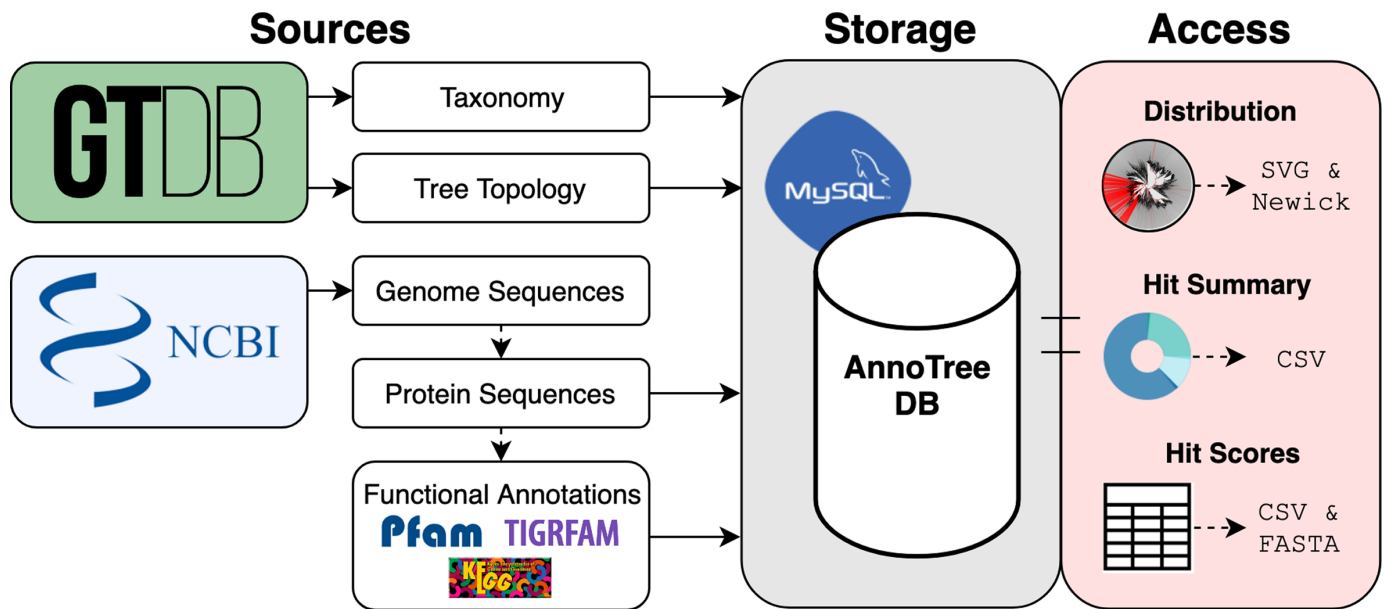 Sources
Storage
Access
GTDB
Taxonomy
Tree Topology
NCBI
Genome Sequences
Protein Sequences
Functional Annotations
Pfam
TIGRFAM
KEGG
MySQL
AnnoTree
DB
Distribution
SVG &
Newick
Hit Summary
CSV
Hit Scores
CSV &
FASTA